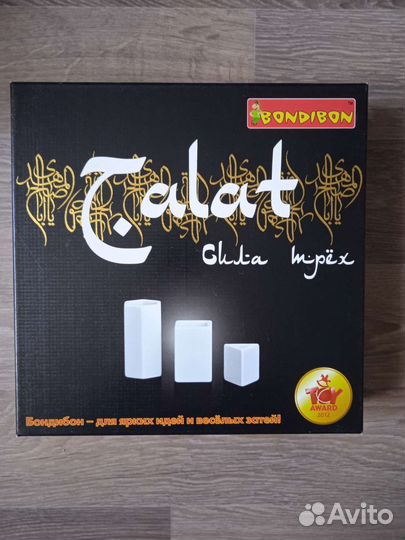 BONDIBON
Talat
Сила трёх
TOY
AWARD
2012
Бондибон – для ярких идей и весёлых затей!
Avito